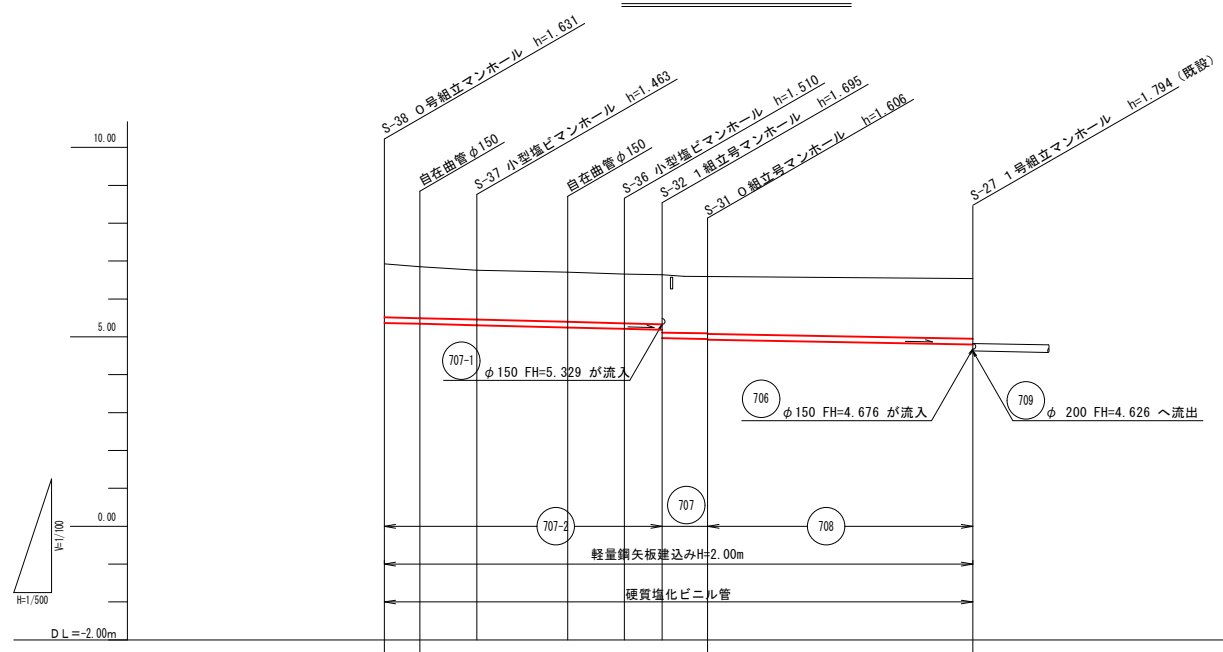 S-38 0号組立マンホール h=1.631
自在曲管φ150
S-37 小型塩ビマンホール h=1.463
自在曲管φ150
S-36 小型塩ビマンホール h=1.510
S-32 1組立号マンホール h=1.695
S-31 0組立号マンホール h=1.606
S-27 1号組立マンホール h=1.794 (既設)
10.00
5.00
707-1
φ150 FH=5.329 が流入
706
φ150 FH=4.676 が流入
709
φ 200 FH=4.626 へ流出
0.00
707-2
707
708
軽量鋼矢板建込みH=2.00m
硬質塩化ビニル管
V=1/100
H=1/500
DL=-2.00m